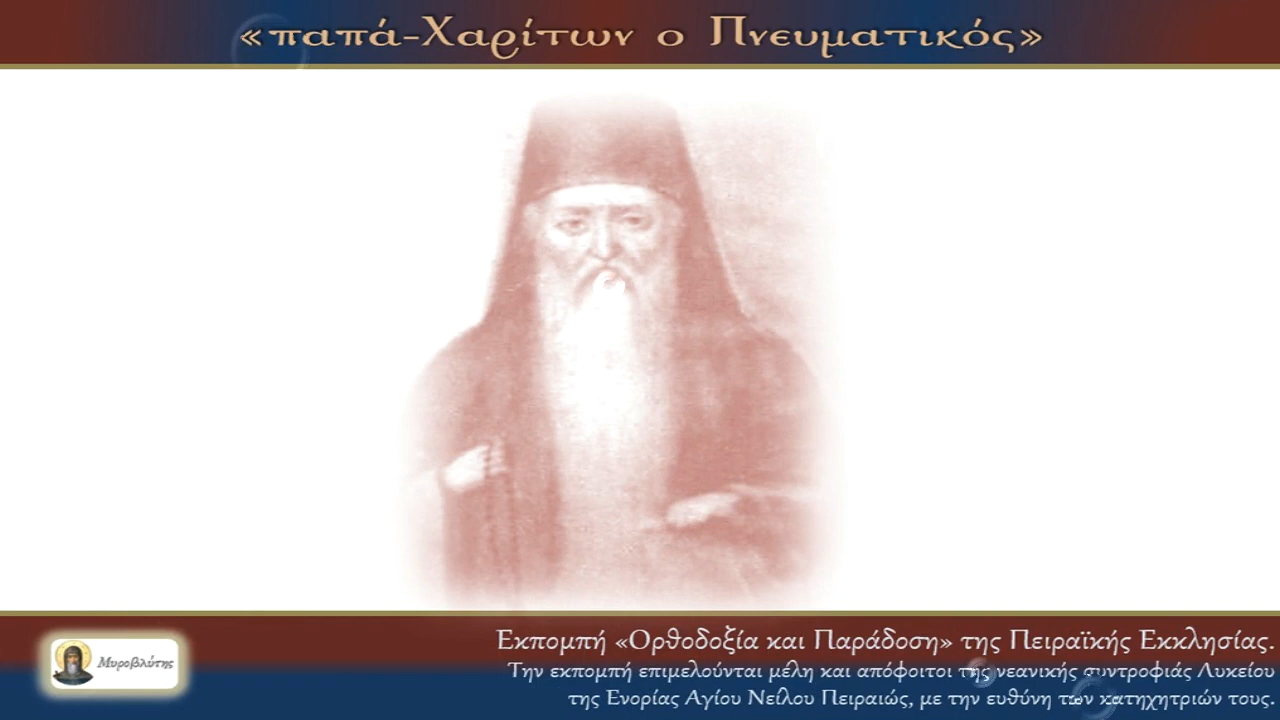 «παπά-Χαρίτων ο Πνευματικός»
Εκπομπή «Ορθοδοξία και Παράδοση» της Πειραϊκής Εκκλησίας.
Την εκπομπή επιμελούνται μέλη και απόφοιτοι της νεανικής συντροφιάς Λυκείου
της Ενορίας Αγίου Νείλου Πειραιώς, με την ευθύνη των κατηχητριών τους.
Μυροβλύτης